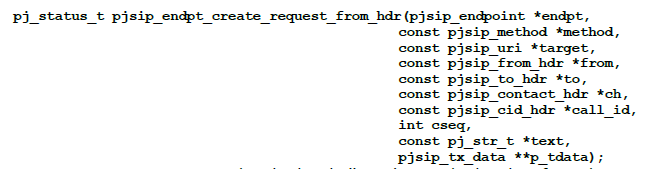 pj_status_t pjsip_endpt_create_request_from_hdr(pjsip_endpoint *endpt,
const pjsip_method *method,
const pjsip_uri *target,
const pjsip_from_hdr *from,
const pjsip_to_hdr *to,
const pjsip_contact_hdr *ch,
const pjsip_cid_hdr *call_id,
int cseq,
const pj_str_t *text,
pjsip_tx_data **p_tdata);